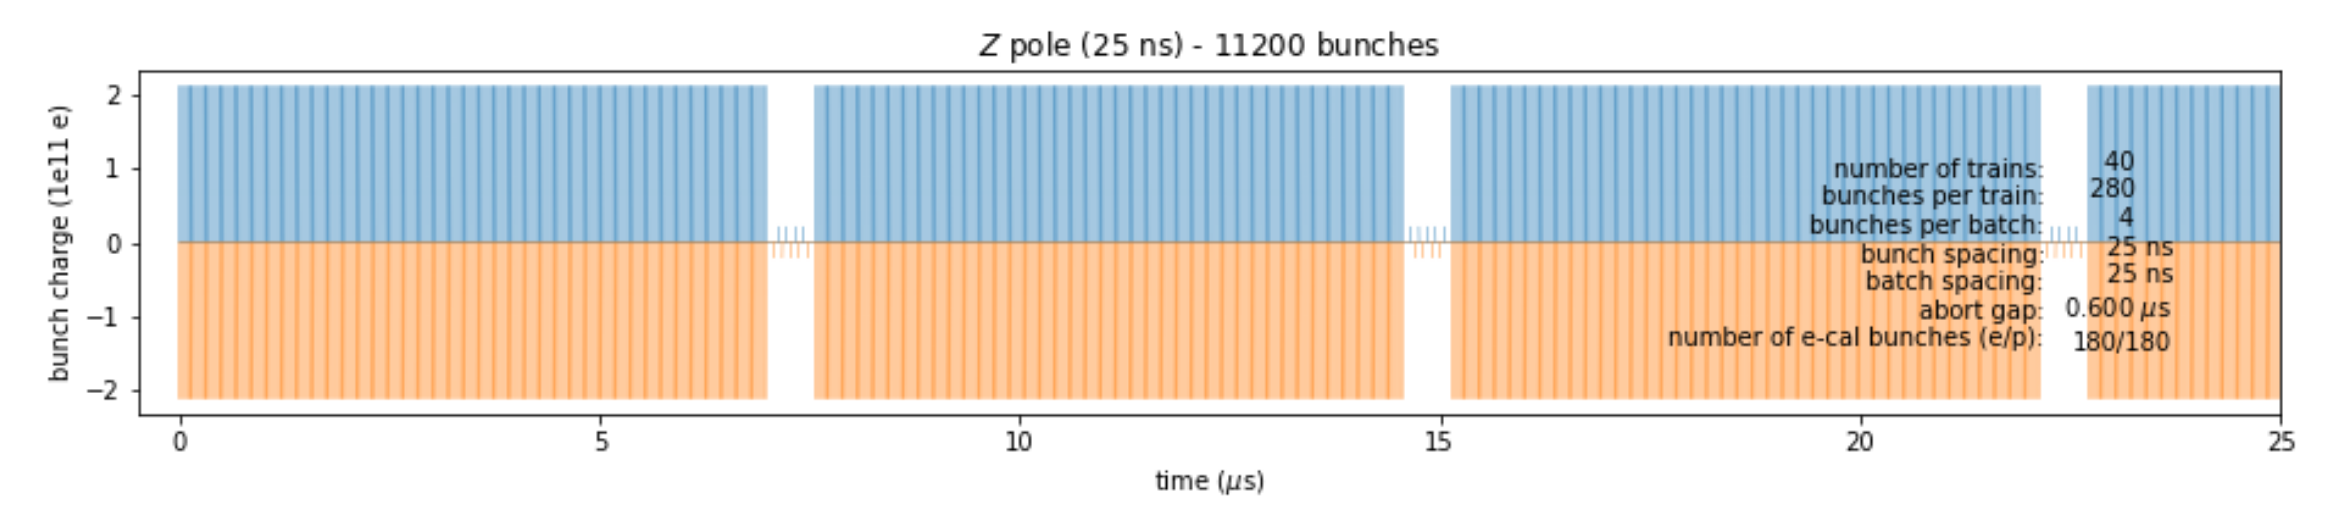 Z pole (25 ns) - 11200 bunches
bunch charge (1e11 e)
2
1
0
−1
−2
number of trains: 40
bunches per train: 280
bunches per batch: 4
bunch spacing: 25 ns
batch spacing: 25 ns
abort gap: 0.600 μs
number of e-cal bunches (e/p): 180/180
0 5 10 15 20 25
time (μs)